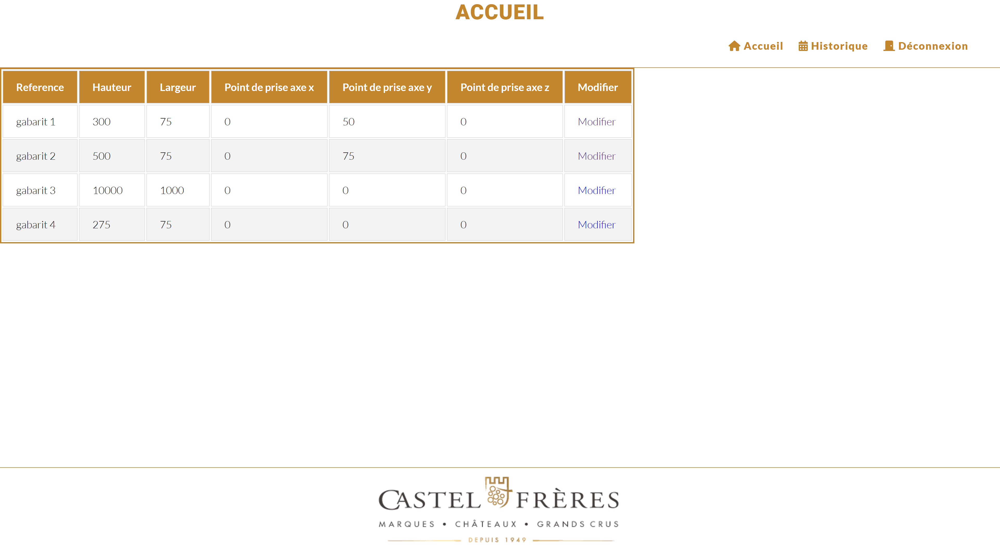 ACCUEIL
Accueil Historique Déconnexion
Reference Hauteur Largeur Point de prise axe x Point de prise axe y Point de prise axe z Modifier
gabarit 1 300 75 0 50 0 Modifier
gabarit 2 500 75 0 75 0 Modifier
gabarit 3 10000 1000 0 0 0 Modifier
gabarit 4 275 75 0 0 0 Modifier
CASTEL FRÈRES
MARQUES • CHÂTEAUX • GRANDS CRUS
DEPUIS 1949